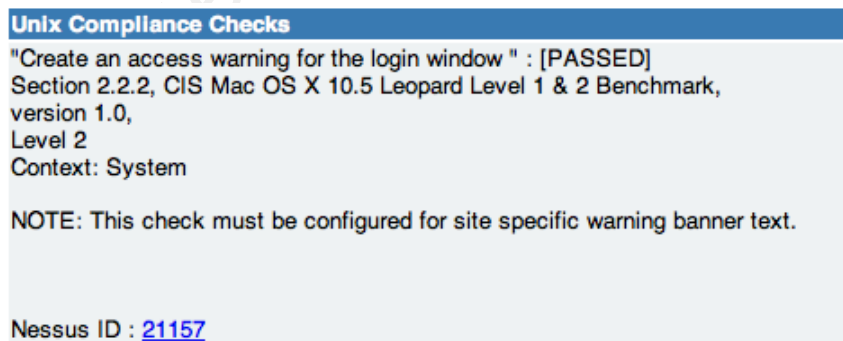 Unix Compliance Checks
"Create an access warning for the login window " : [PASSED]
Section 2.2.2, CIS Mac OS X 10.5 Leopard Level 1 & 2 Benchmark,
version 1.0,
Level 2
Context: System
NOTE: This check must be configured for site specific warning banner text.
Nessus ID : 21157